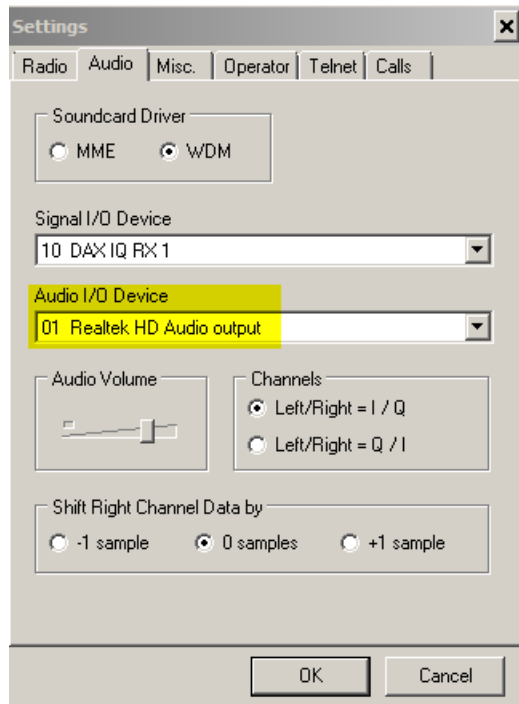 Settings
Radio Audio Misc. Operator Telnet Calls
Soundcard Driver
MME WDM
Signal I/O Device
10 DAX IQ RX 1
Audio I/O Device
01 Realtek HD Audio output
Audio Volume
Channels
Left/Right = I / Q
Left/Right = Q / I
Shift Right Channel Data by
-1 sample 0 samples +1 sample
OK Cancel